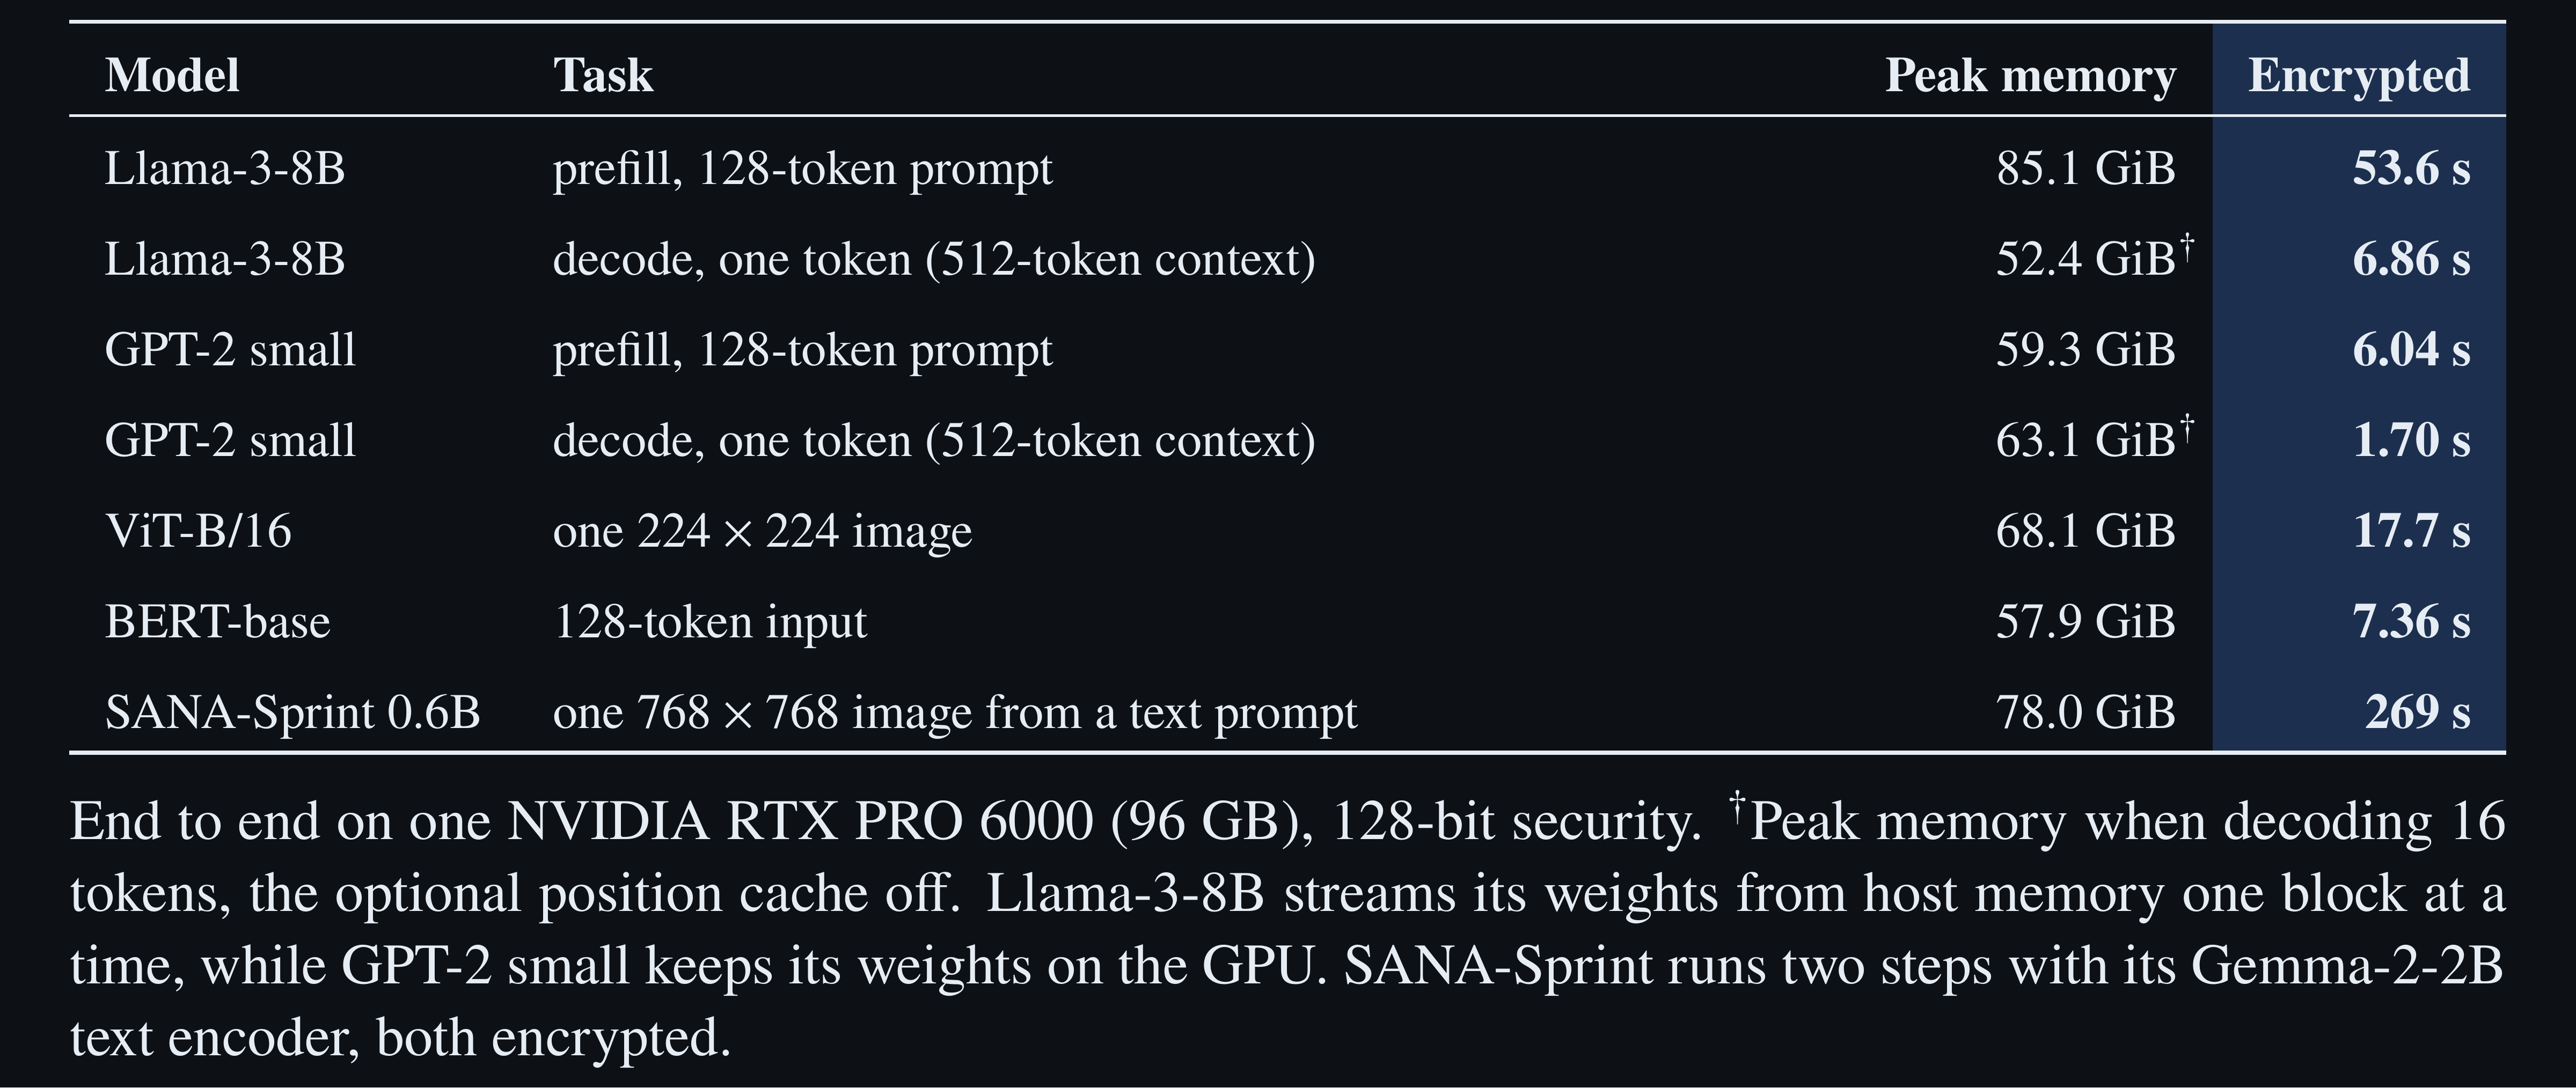 Model Task Peak memory Encrypted
Llama-3-8B prefill, 128-token prompt 85.1 GiB 53.6 s
Llama-3-8B decode, one token (512-token context) 52.4 GiB† 6.86 s
GPT-2 small prefill, 128-token prompt 59.3 GiB 6.04 s
GPT-2 small decode, one token (512-token context) 63.1 GiB† 1.70 s
ViT-B/16 one 224 × 224 image 68.1 GiB 17.7 s
BERT-base 128-token input 57.9 GiB 7.36 s
SANA-Sprint 0.6B one 768 × 768 image from a text prompt 78.0 GiB 269 s
End to end on one NVIDIA RTX PRO 6000 (96 GB), 128-bit security. †Peak memory when decoding 16
tokens, the optional position cache off. Llama-3-8B streams its weights from host memory one block at a
time, while GPT-2 small keeps its weights on the GPU. SANA-Sprint runs two steps with its Gemma-2-2B
text encoder, both encrypted.